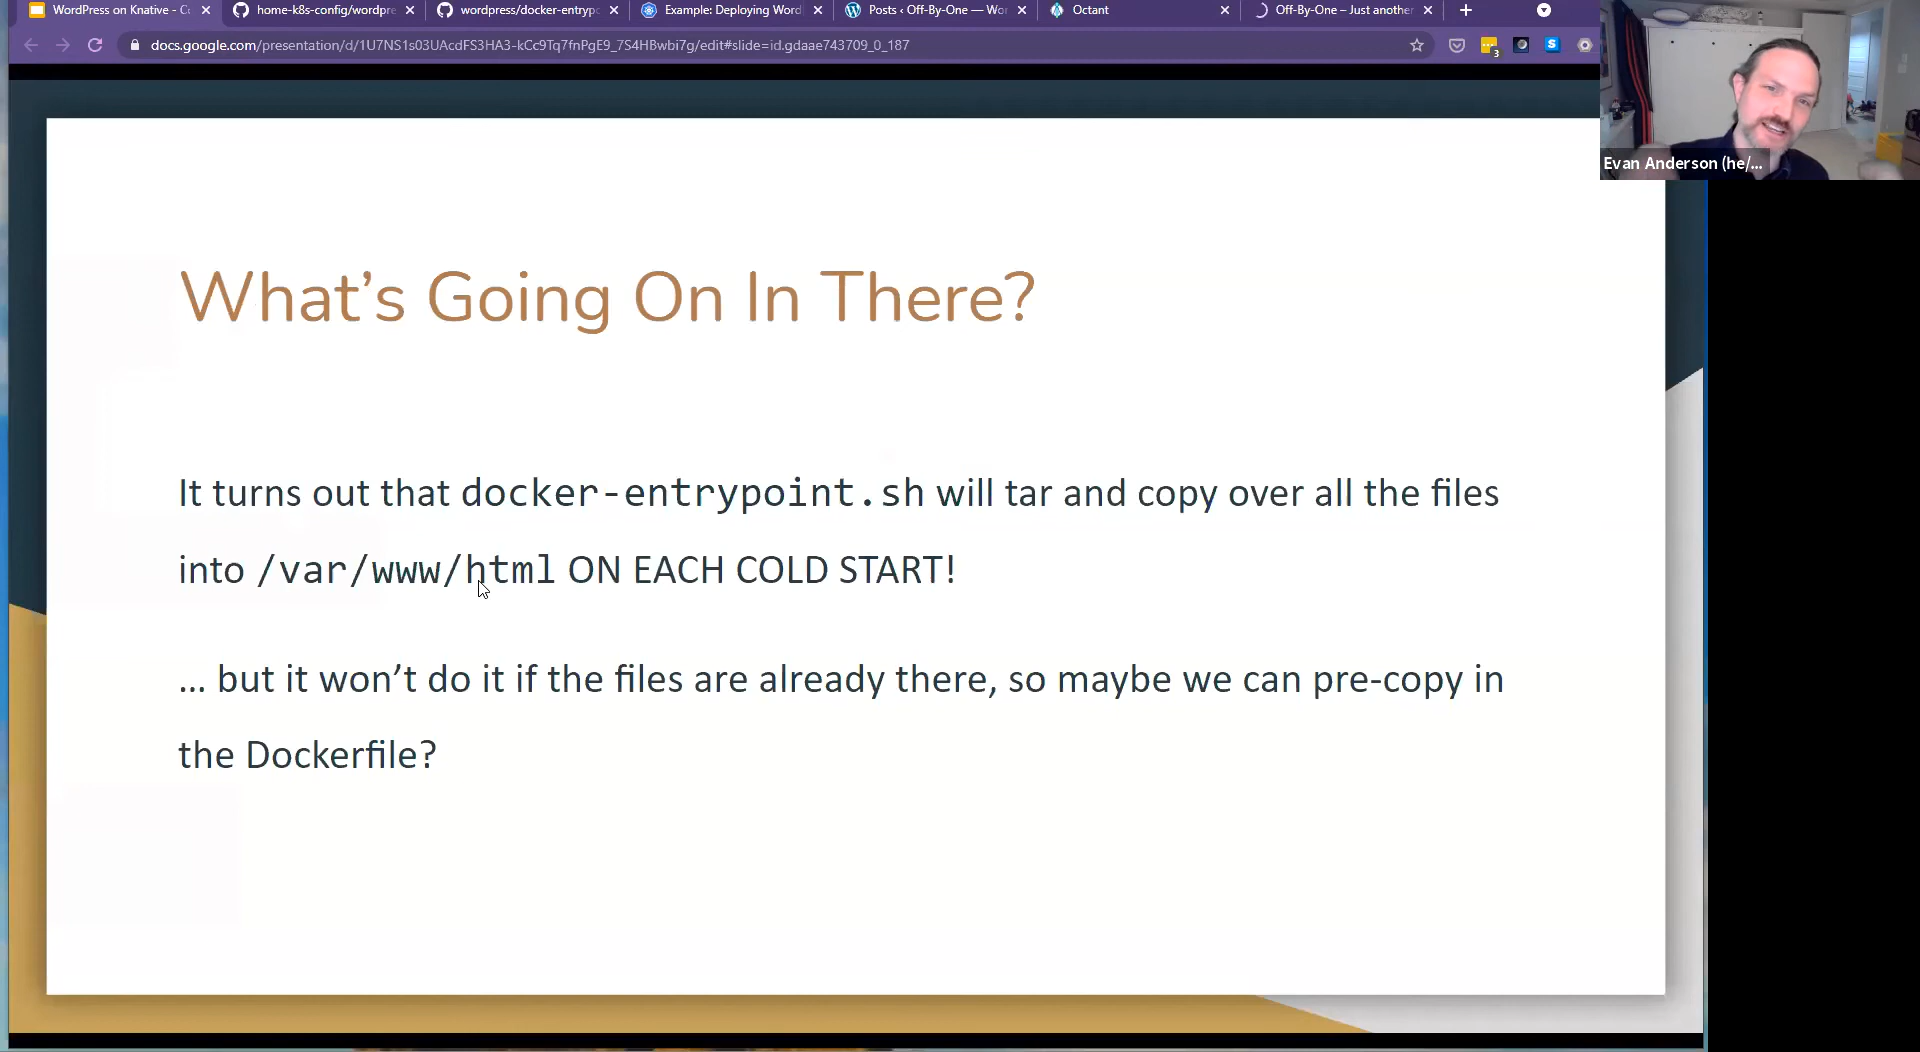 WordPress on Knative - Co
home-k8s-config/wordpre
wordpress/docker-entrypo
Example: Deploying Word
Posts ‹ Off-By-One — Wor
Octant
Off-By-One – Just another
docs.google.com/presentation/d/1U7NS1s03UAcdFS3HA3-kCc9Tq7fnPgE9_7S4HBwbi7g/edit#slide=id.gdaae743709_0_187
3
S
Evan Anderson (he/...
What's Going On In There?
It turns out that docker-entrypoint.sh will tar and copy over all the files
into /var/www/html ON EACH COLD START!
... but it won't do it if the files are already there, so maybe we can pre-copy in
the Dockerfile?